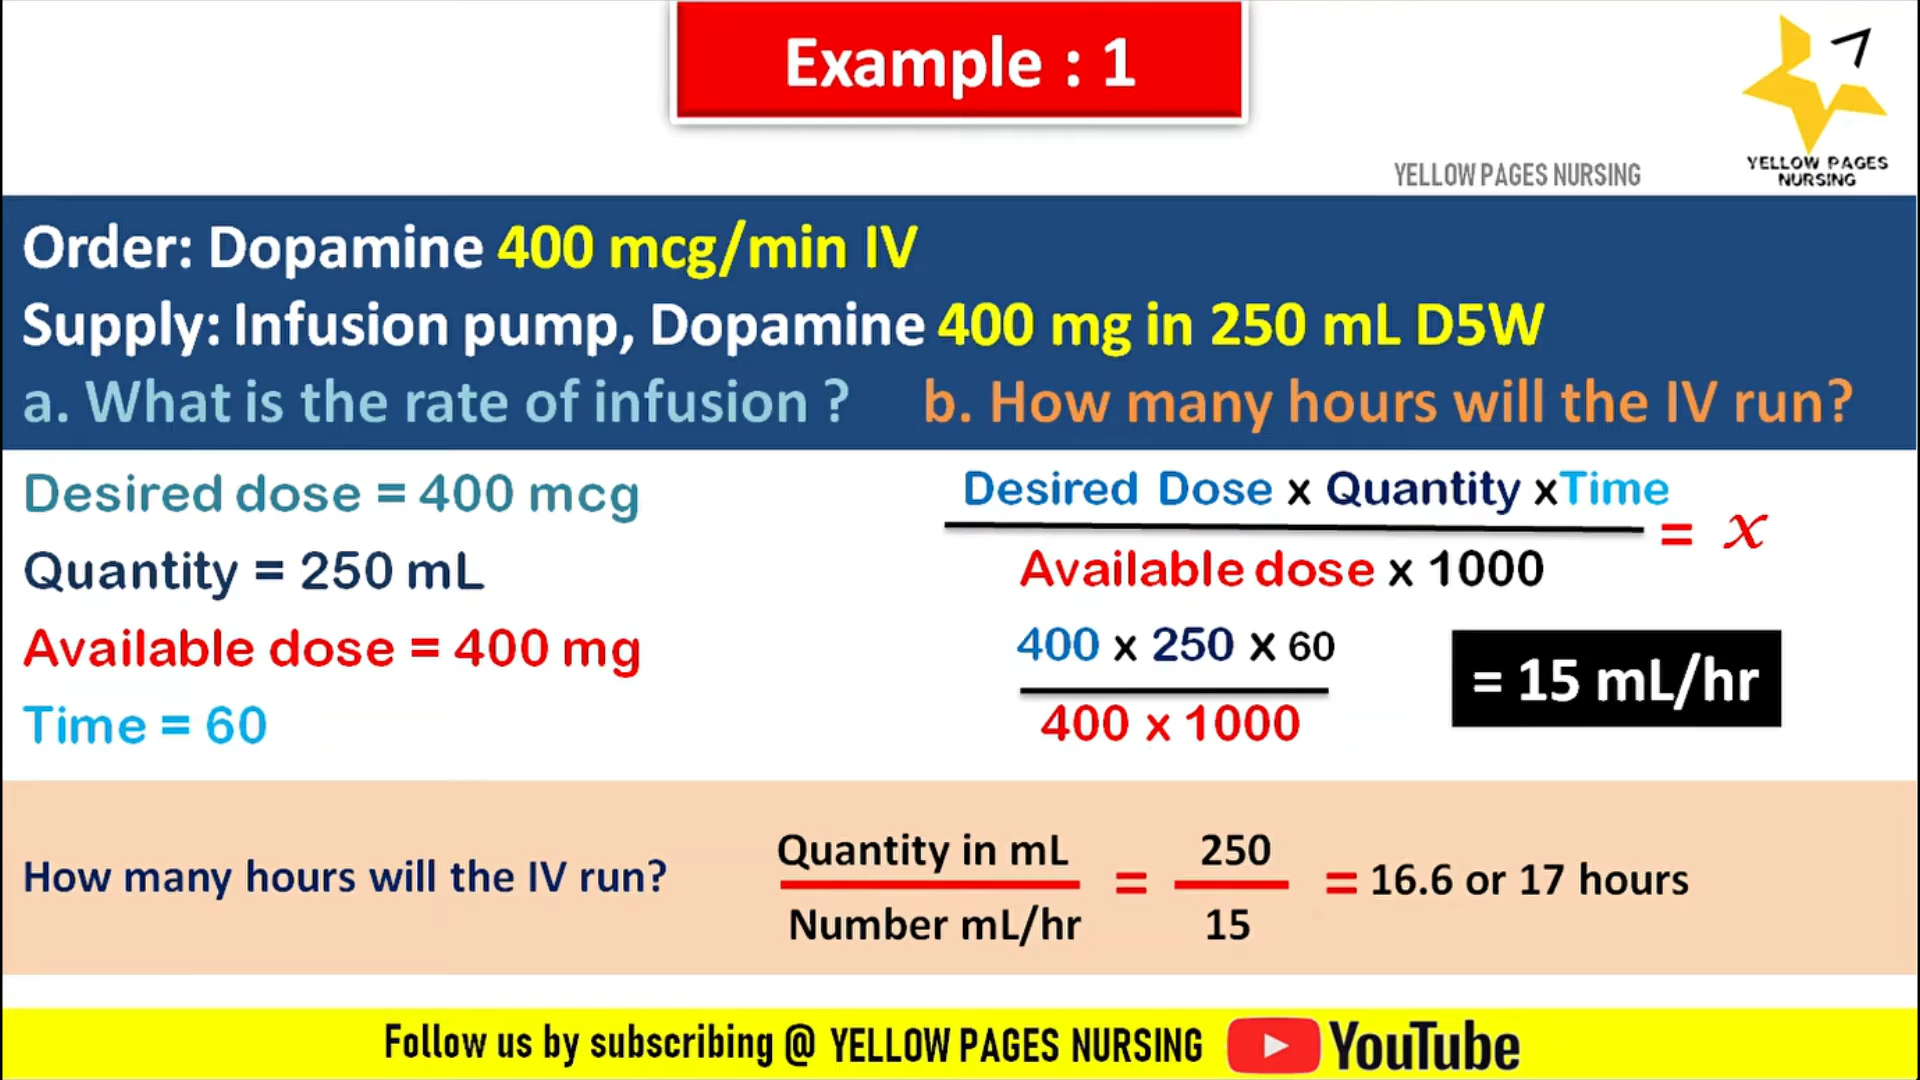 Example : 1
YELLOW PAGES NURSING
YELLOW PAGES
NURSING
Order: Dopamine 400 mcg/min IV
Supply: Infusion pump, Dopamine 400 mg in 250 mL D5W
a. What is the rate of infusion ? b. How many hours will the IV run?
Desired dose = 400 mcg
Quantity = 250 mL
Available dose = 400 mg
Time = 60
Desired Dose x Quantity xTime
= x
Available dose x 1000
400 x 250 x 60
400 x 1000
= 15 mL/hr
How many hours will the IV run?
Quantity in mL
Number mL/hr
=
250
15
= 16.6 or 17 hours
Follow us by subscribing @ YELLOW PAGES NURSING YouTube